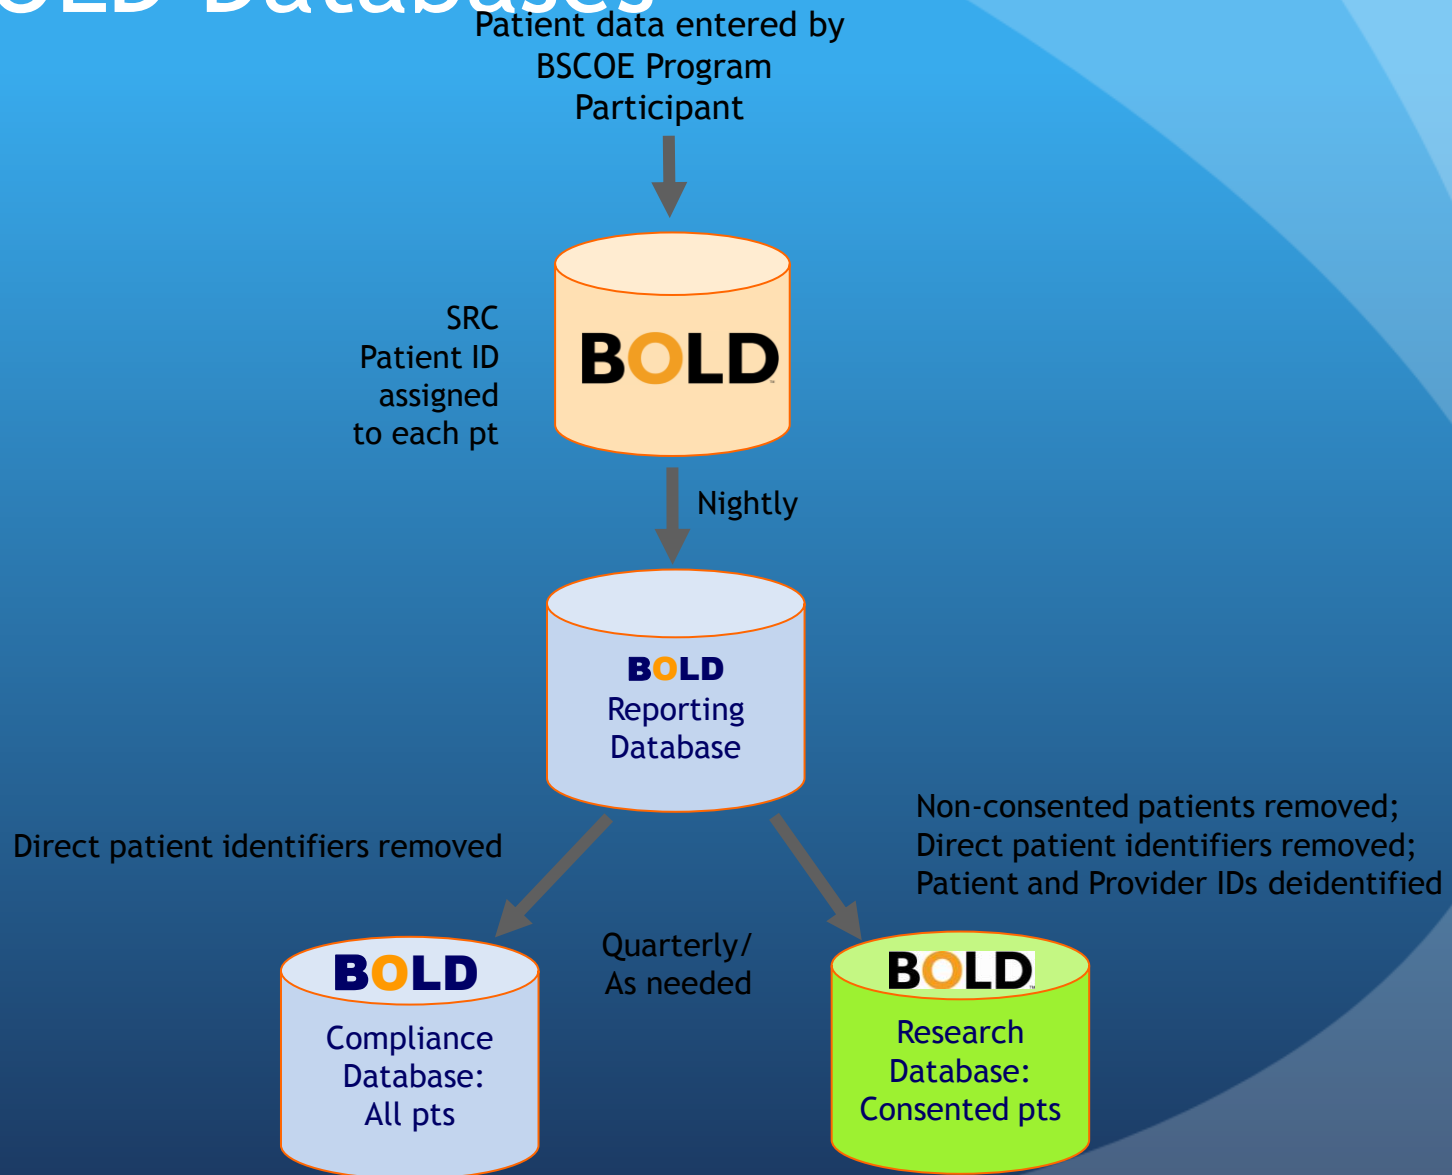 OLD Databases
Patient data entered by
BSCOE Program
Participant
SRC
Patient ID
assigned
to each pt
BOLD
Nightly
BOLD
Reporting
Database
Direct patient identifiers removed
Non-consented patients removed;
Direct patient identifiers removed;
Patient and Provider IDs deidentified
Quarterly/
As needed
BOLD
Compliance
Database:
All pts
BOLD
Research
Database:
Consented pts